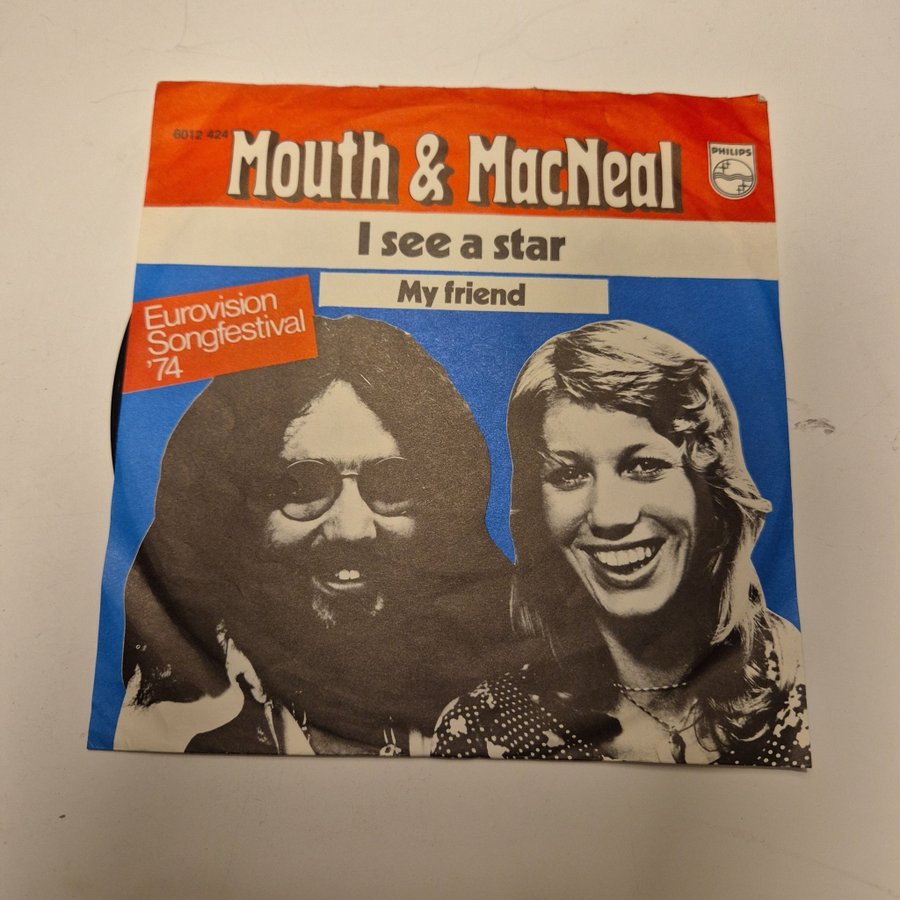 6012 424
Mouth & MacNeal
PHILIPS
I see a star
My friend
Eurovision
Songfestival
'74